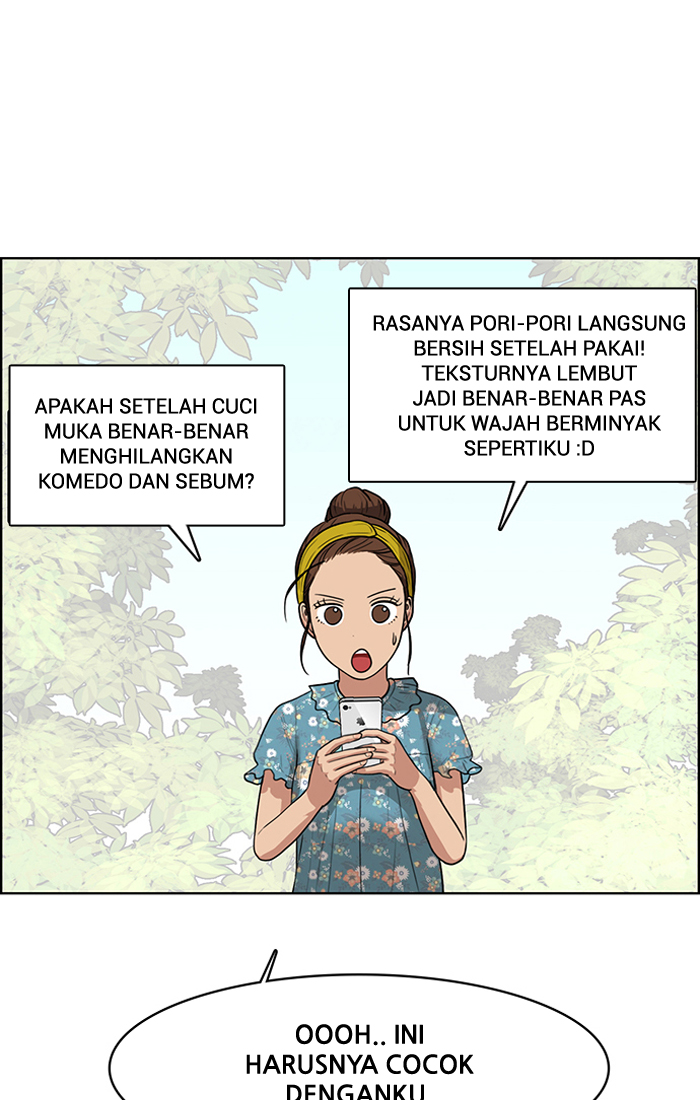 APAKAH SETELAH CUCI
MUKA BENAR-BENAR
MENGHILANGKAN
KOMEDO DAN SEBUM?
RASANYA PORI-PORI LANGSUNG
BERSIH SETELAH PAKAI!
TEKSTURNYA LEMBUT
JADI BENAR-BENAR PAS
UNTUK WAJAH BERMINYAK
SEPERTIKU :D
OOOH.. INI
HARUSNYA COCOK
DENGANKU